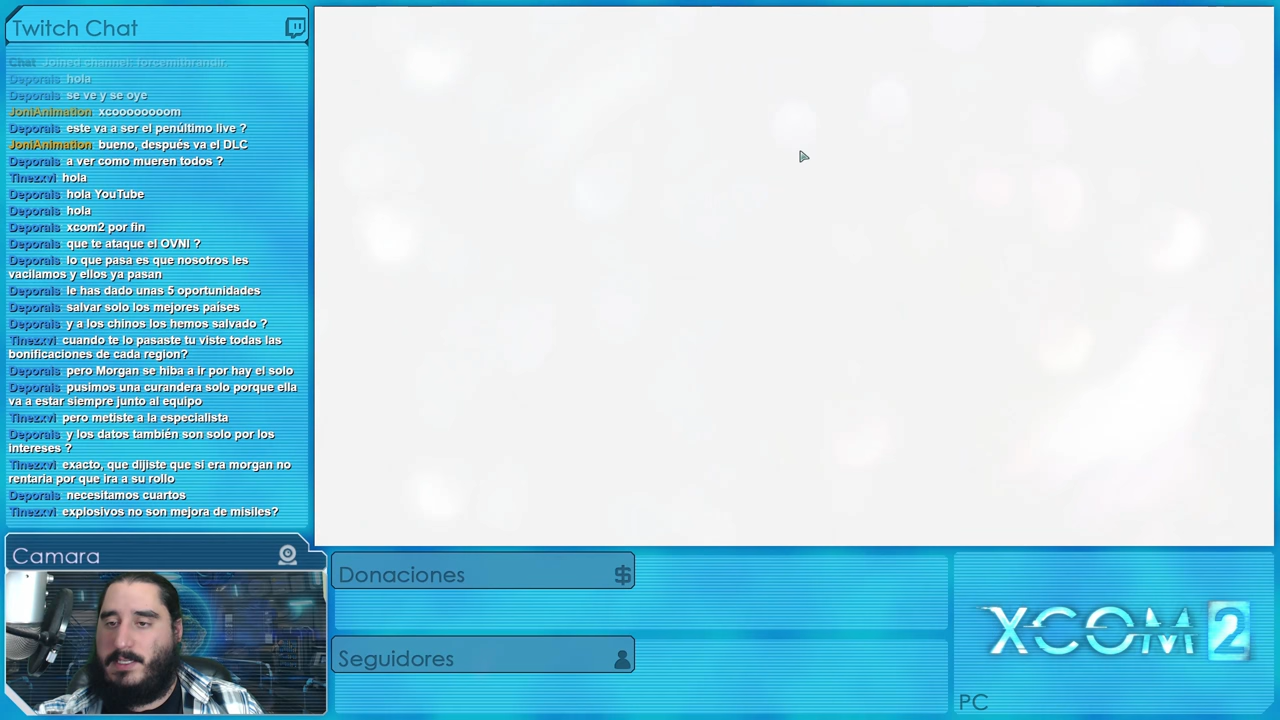 Twitch Chat
Chat Joined channel: forcemithrandir.
Deporals hola
Deporals se ve y se oye
JoniAnimation xcoooooooom
Deporals este va a ser el penúltimo live ?
JoniAnimation bueno, después va el DLC
Deporals a ver como mueren todos ?
Tinezxvi hola
Deporals hola YouTube
Deporals hola
Deporals xcom2 por fin
Deporals que te ataque el OVNI ?
Deporals lo que pasa es que nosotros les
vacilamos y ellos ya pasan
Deporals le has dado unas 5 oportunidades
Deporals salvar solo los mejores países
Deporals y a los chinos los hemos salvado ?
Tinezxvi cuando te lo pasaste tu viste todas las
bonificaciones de cada region?
Deporals pero Morgan se hiba a ir por hay el solo
Deporals pusimos una curandera solo porque ella
va a estar siempre junto al equipo
Tinezxvi pero metiste a la especialista
Deporals y los datos también son solo por los
intereses ?
Tinezxvi exacto, que dijiste que si era morgan no
rentaria por que ira a su rollo
Deporals necesitamos cuartos
Tinezxvi explosivos no son mejora de misiles?
Camara
Donaciones
Seguidores
XCOM 2
PC